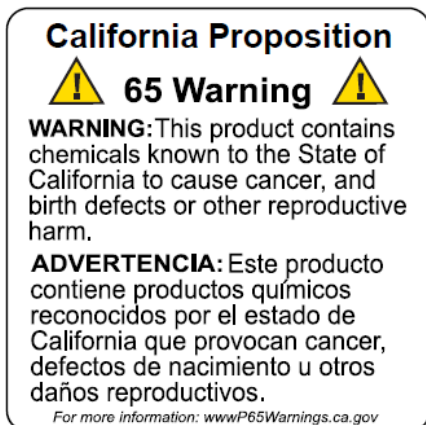 California Proposition
65 Warning
WARNING: This product contains
chemicals known to the State of
California to cause cancer, and
birth defects or other reproductive
harm.
ADVERTENCIA: Este producto
contiene productos químicos
reconocidos por el estado de
California que provocan cancer,
defectos de nacimiento u otros
daños reproductivos.
For more information: wwwP65Warnings.ca.gov